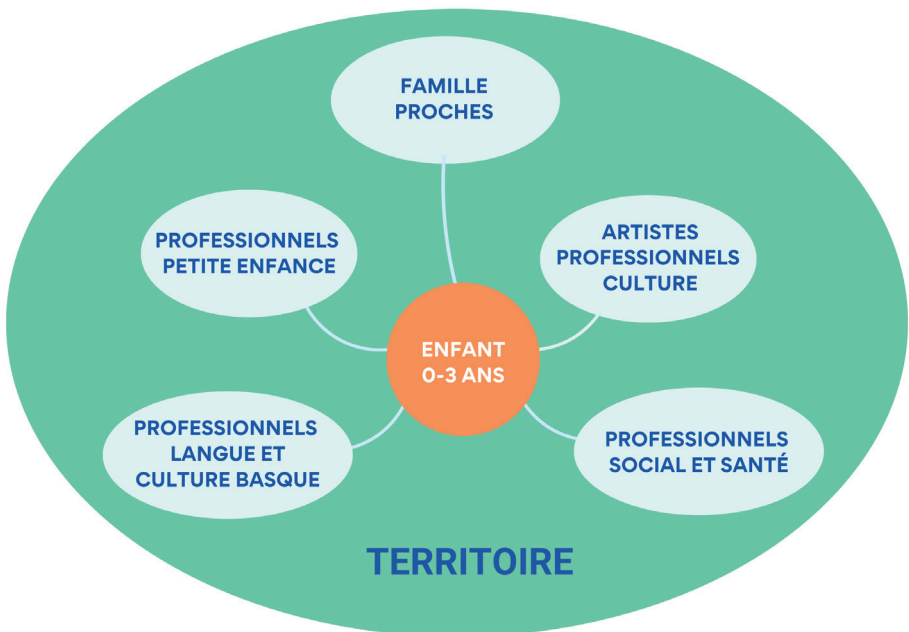 FAMILLE
PROCHES
PROFESSIONNELS
PETITE ENFANCE
ARTISTES
PROFESSIONNELS
CULTURE
ENFANT
0-3 ANS
PROFESSIONNELS
LANGUE ET
CULTURE BASQUE
PROFESSIONNELS
SOCIAL ET SANTÉ
TERRITOIRE